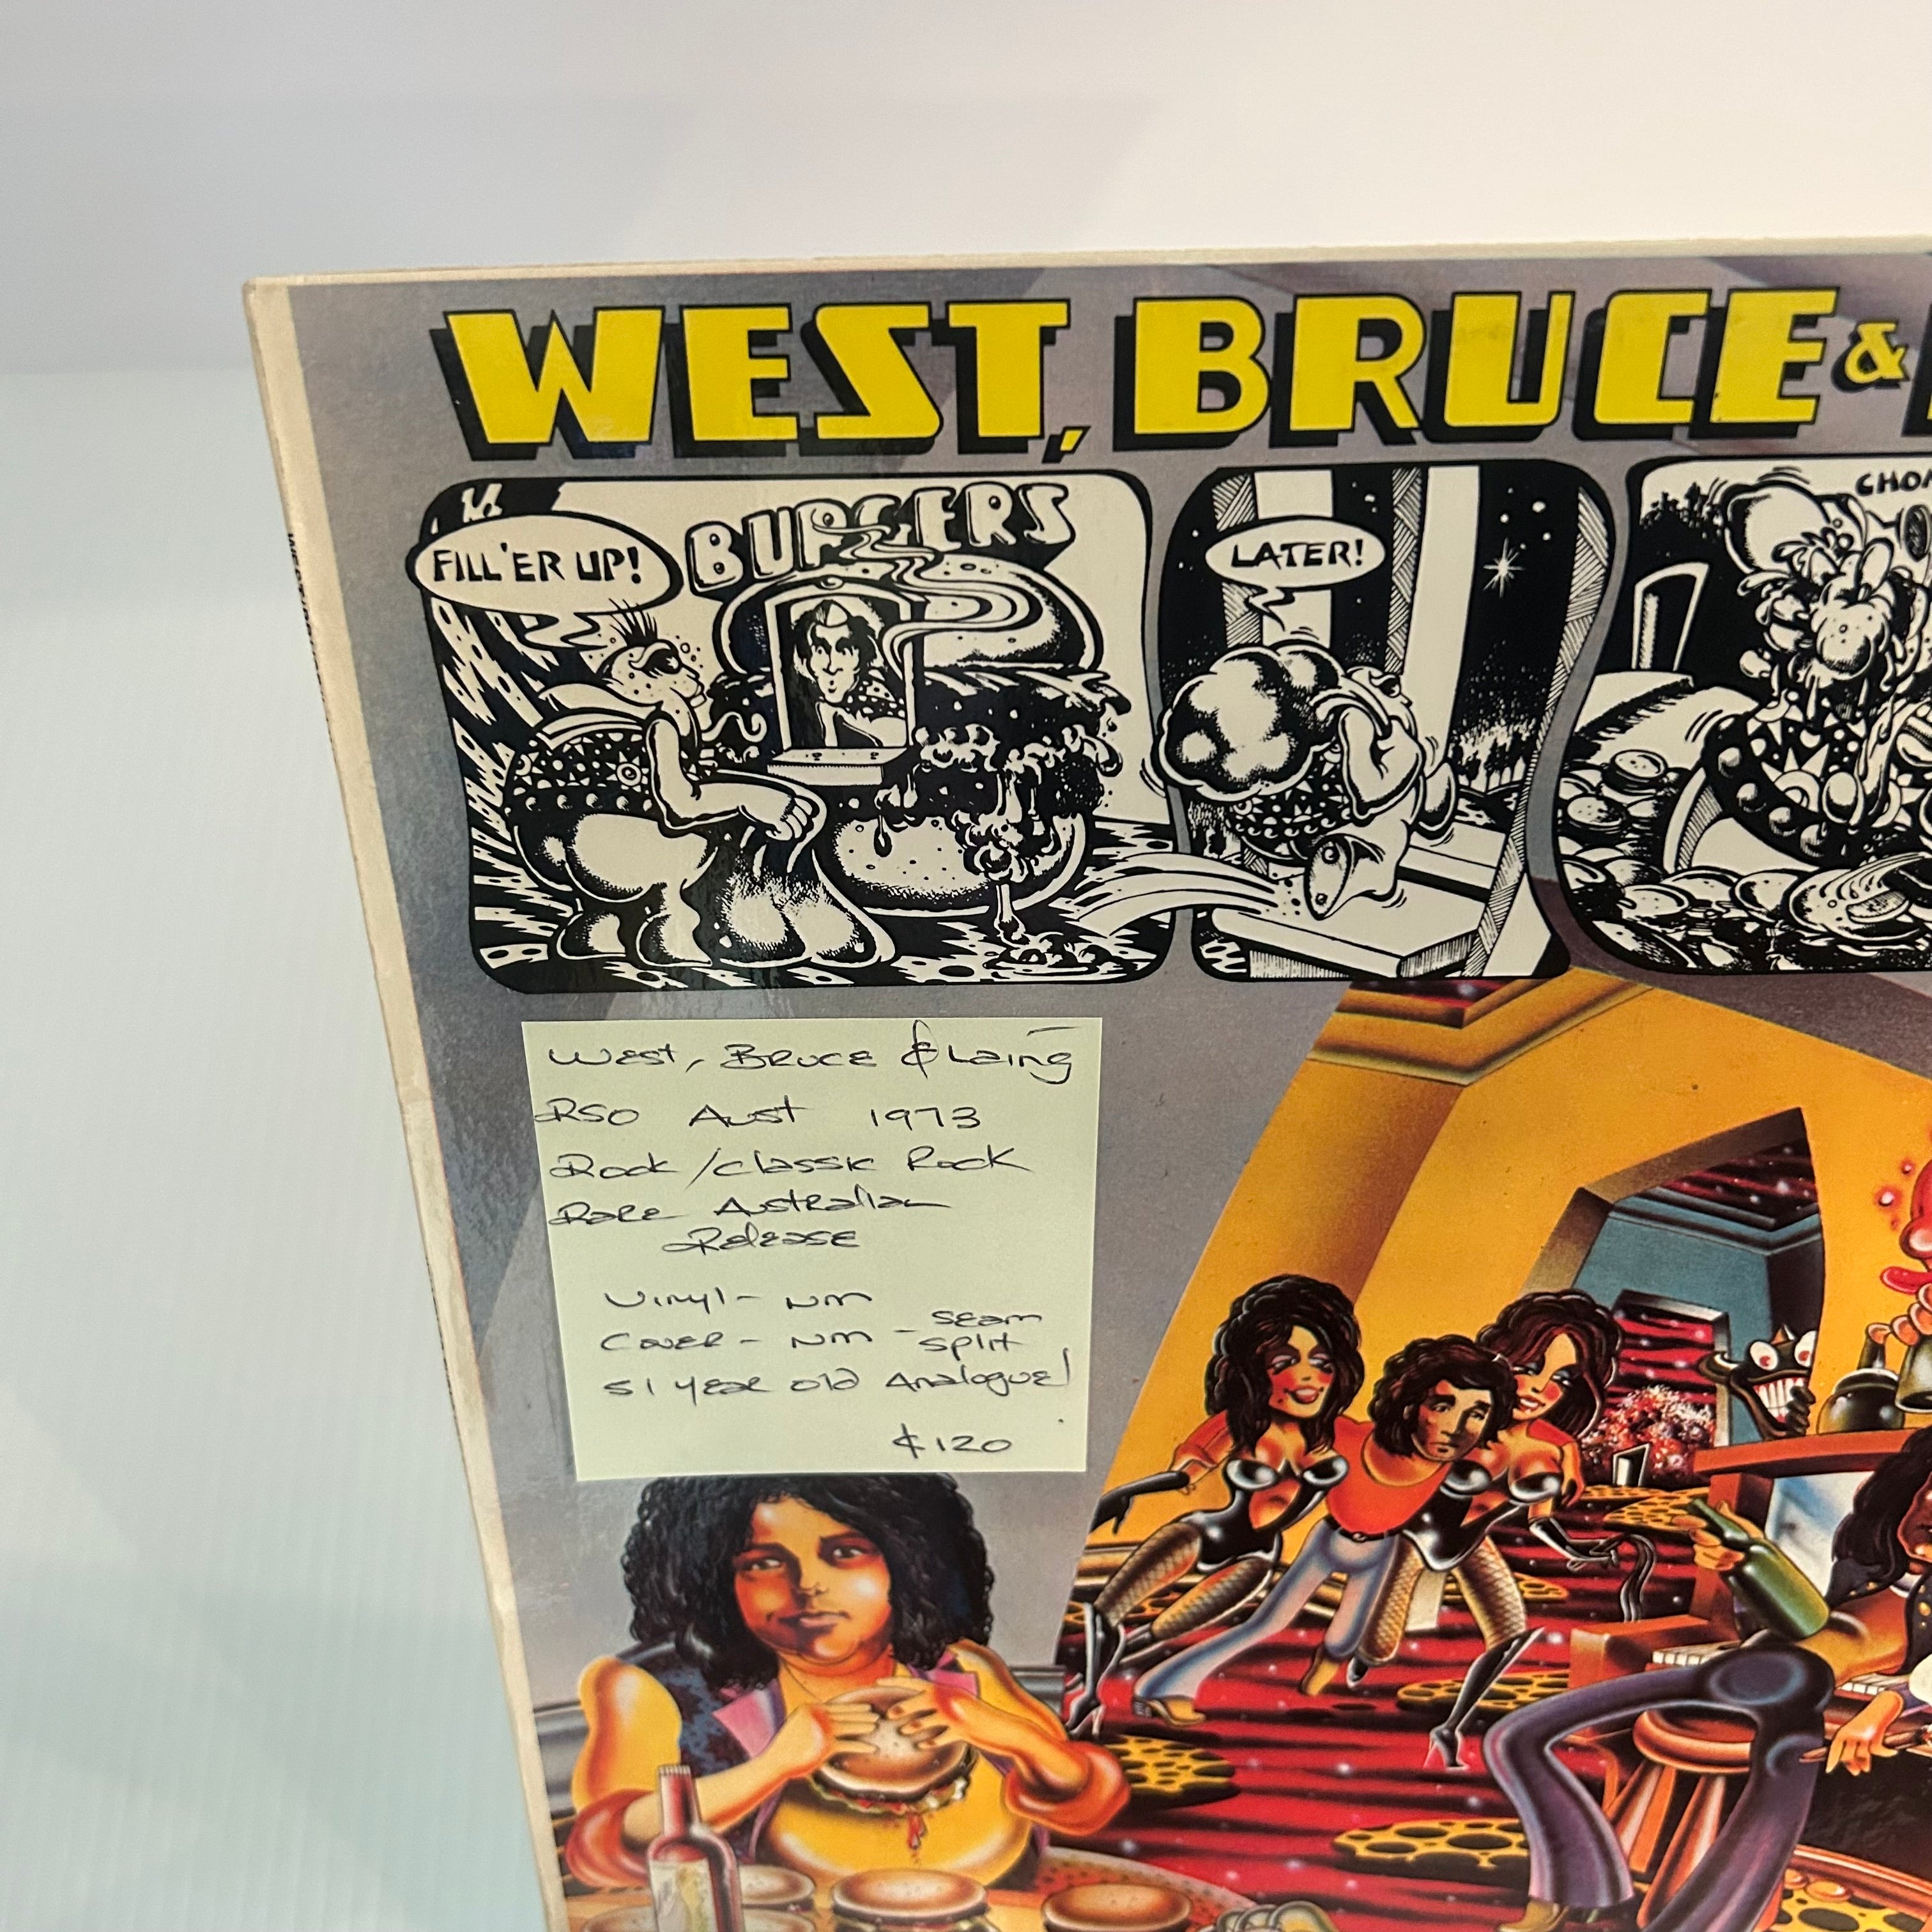 WEST, BRUCE &
FILL 'ER UP!
BURGERS
LATER!
West, Bruce & Laing
RSO Aust 1973
Rock/classic Rock
Rare Australian
Release
Vinyl - NM
Cover - NM - seam
split
51 year old Analogue!
$120